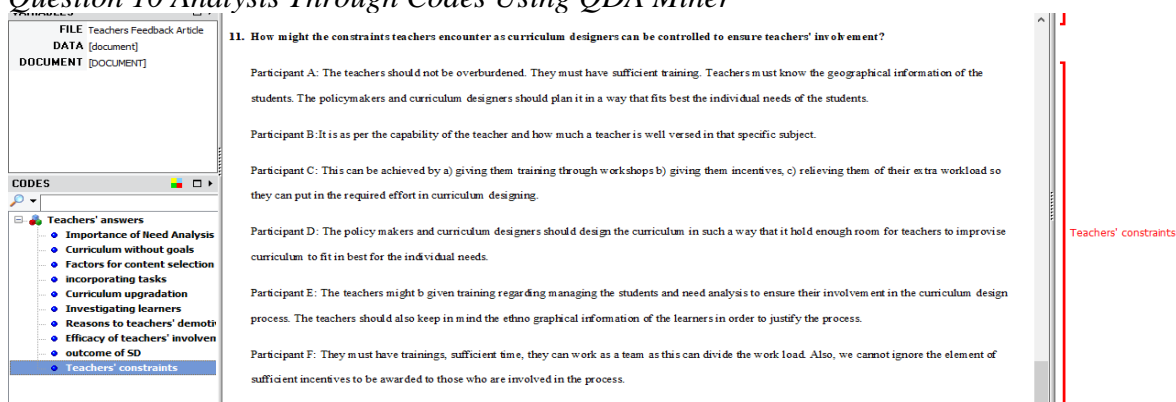 Question 10 Analysis Through Codes Using QDA Miner
VARIABLES
FILE Teachers Feedback Article
DATA [document]
DOCUMENT [DOCUMENT]
CODES
Teachers' answers
Importance of Need Analysis
Curriculum without goals
Factors for content selection
incorporating tasks
Curriculum upgradation
Investigating learners
Reasons to teachers' demoti
Efficacy of teachers' involven
outcome of SD
Teachers' constraints
11. How might the constraints teachers encounter as curriculum designers can be controlled to ensure teachers' involvement?
Participant A: The teachers should not be overburdened. They must have sufficient training. Teachers must know the geographical information of the
students. The policymakers and curriculum designers should plan it in a way that fits best the individual needs of the students.
Participant B:It is as per the capability of the teacher and how much a teacher is well versed in that specific subject.
Participant C: This can be achieved by a) giving them training through workshops b) giving them incentives, c) relieving them of their extra workload so
they can put in the required effort in curriculum designing.
Participant D: The policy makers and curriculum designers should design the curriculum in such a way that it hold enough room for teachers to improvise
curriculum to fit in best for the individual needs.
Participant E: The teachers might b given training regarding managing the students and need analysis to ensure their involvement in the curriculum design
process. The teachers should also keep in mind the ethno graphical information of the learners in order to justify the process.
Participant F: They must have trainings, sufficient time, they can work as a team as this can divide the work load. Also, we cannot ignore the element of
sufficient incentives to be awarded to those who are involved in the process.
Teachers' constraints